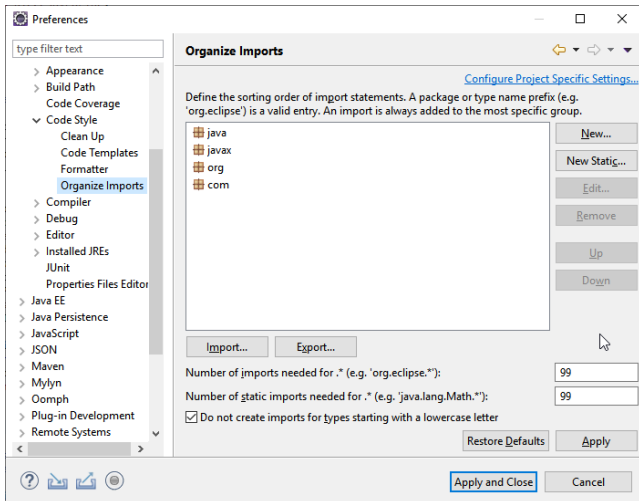 Preferences
type filter text
Appearance
Build Path
Code Coverage
Code Style
Clean Up
Code Templates
Formatter
Organize Imports
Compiler
Debug
Editor
Installed JREs
JUnit
Properties Files Editor
Java EE
Java Persistence
JavaScript
JSON
Maven
Mylyn
Oomph
Plug-in Development
Remote Systems
Organize Imports
Configure Project Specific Settings...
Define the sorting order of import statements. A package or type name prefix (e.g.
'org.eclipse') is a valid entry. An import is always added to the most specific group.
java
javax
org
com
New...
New Static...
Edit...
Remove
Up
Down
Import... Export...
Number of imports needed for .* (e.g. 'org.eclipse.*'): 99
Number of static imports needed for .* (e.g. 'java.lang.Math.*'): 99
Do not create imports for types starting with a lowercase letter
Restore Defaults Apply
Apply and Close Cancel